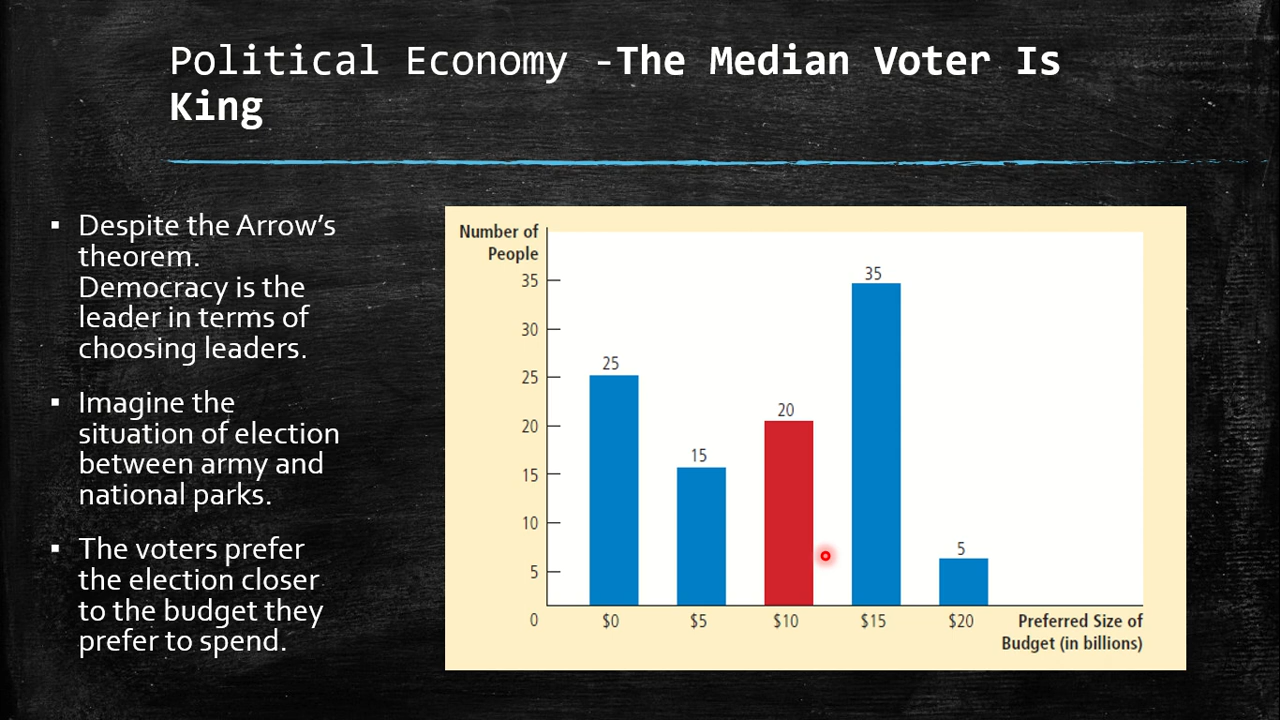 Political Economy -The Median Voter Is
King
▪ Despite the Arrow’s
theorem.
Democracy is the
leader in terms of
choosing leaders.
▪ Imagine the
situation of election
between army and
national parks.
▪ The voters prefer
the election closer
to the budget they
prefer to spend.
Number of
People
35
30
25
20
15
10
5
0
25
15
20
35
5
$0
$5
$10
$15
$20
Preferred Size of
Budget (in billions)